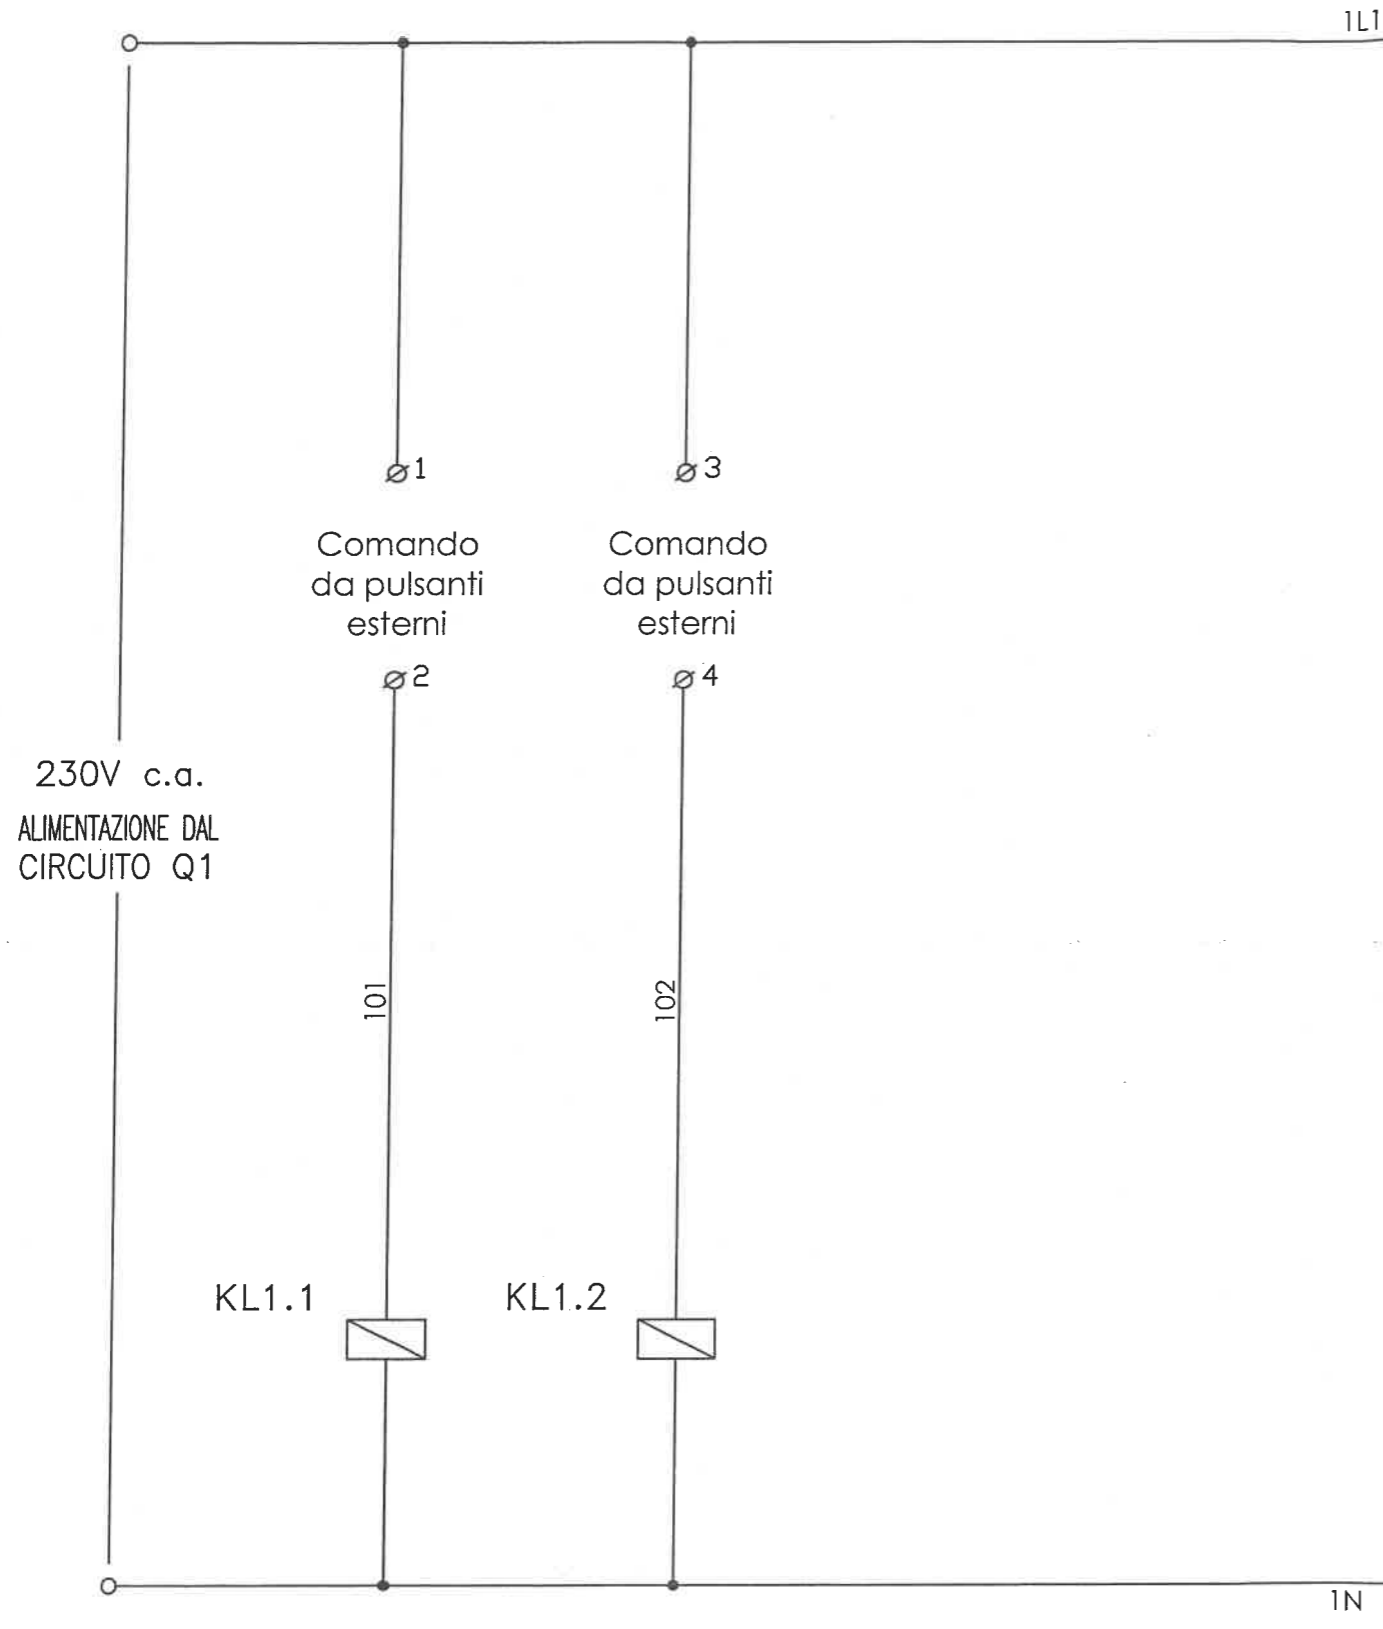 1L1
1
3
Comando
da pulsanti
esterni
Comando
da pulsanti
esterni
2
4
230V c.a.
ALIMENTAZIONE DAL
CIRCUITO Q1
101
102
KL1.1
KL1.2
1N